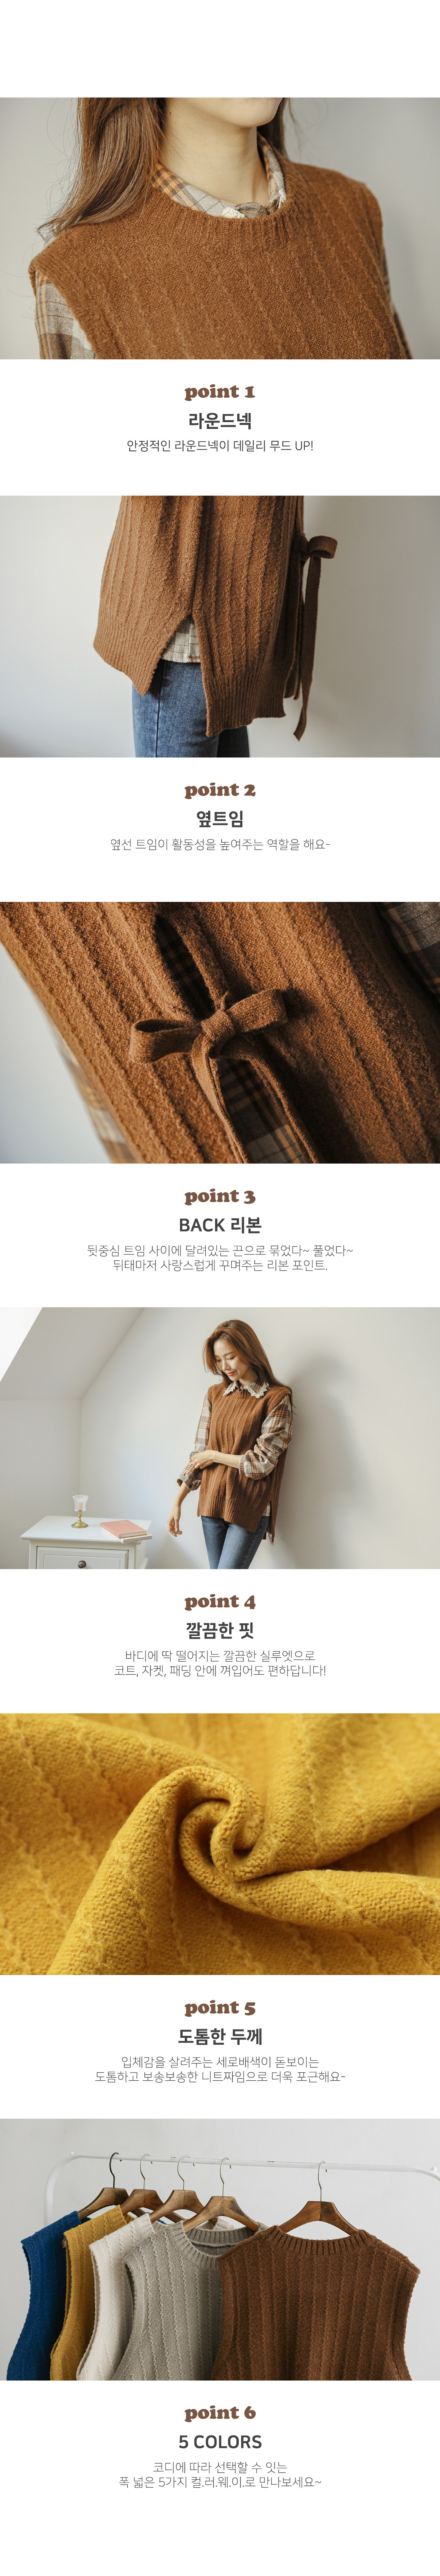 point 1
라운드넥
안정적인 라운드넥이 데일리 무드 UP!
point 2
옆트임
옆선 트임이 활동성을 높여주는 역할을 해요~
point 3
BACK 리본
뒷중심 트임 사이에 달려있는 끈으로 묶었다~ 풀었다~
뒤태마저 사랑스럽게 꾸며주는 리본 포인트.
point 4
깔끔한 핏
바디에 딱 떨어지는 깔끔한 실루엣으로
코트, 자켓, 패딩 안에 껴입어도 편하답니다!
point 5
도톰한 두께
입체감을 살려주는 세로배색이 돋보이는
도톰하고 보송보송한 니트짜임으로 더욱 포근해요~
point 6
5 COLORS
코디에 따라 선택할 수 잇는
폭 넓은 5가지 컬.러.웨.이.로 만나보세요~